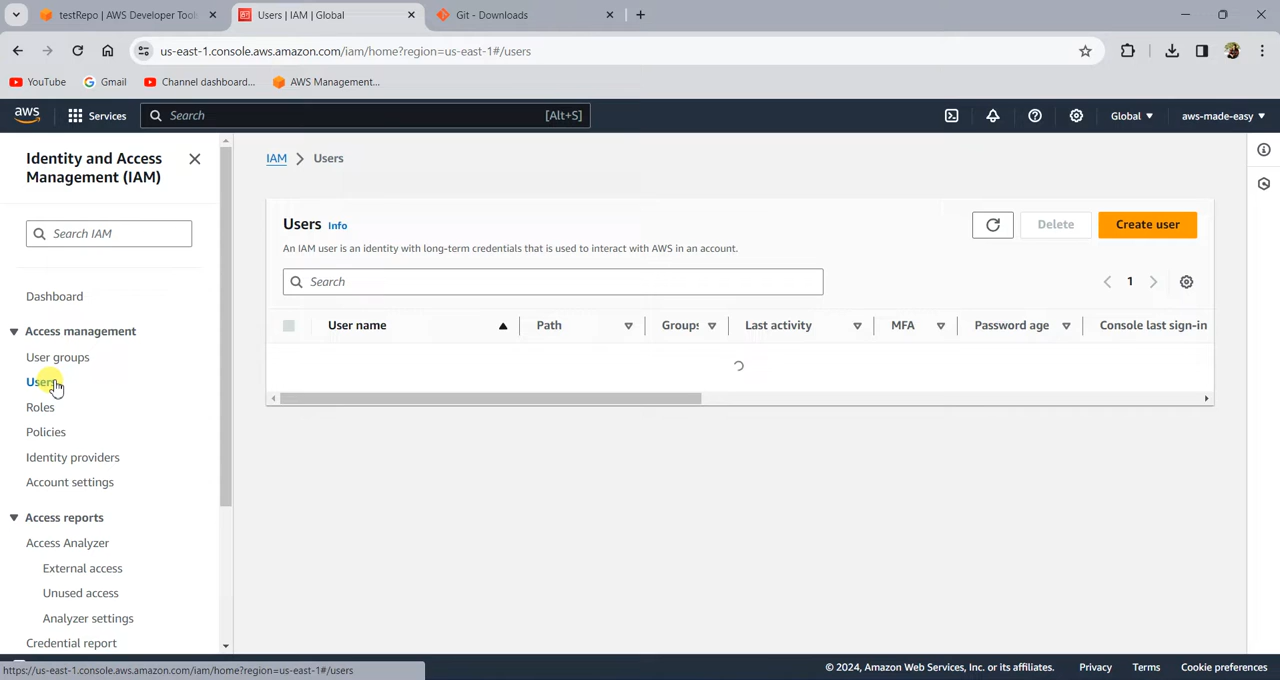 testRepo | AWS Developer Tool
Users | IAM | Global
Git - Downloads
us-east-1.console.aws.amazon.com/iam/home?region=us-east-1#/users
YouTube
Gmail
Channel dashboard...
AWS Management...
aws
Services
Search
[Alt+S]
Global
aws-made-easy
Identity and Access
Management (IAM)
Search IAM
Dashboard
Access management
User groups
Users
Roles
Policies
Identity providers
Account settings
Access reports
Access Analyzer
External access
Unused access
Analyzer settings
Credential report
IAM > Users
Users Info
Delete
Create user
An IAM user is an identity with long-term credentials that is used to interact with AWS in an account.
Search
1
User name
Path
Groups
Last activity
MFA
Password age
Console last sign-in
https://us-east-1.console.aws.amazon.com/iam/home?region=us-east-1#/users
© 2024, Amazon Web Services, Inc. or its affiliates.
Privacy
Terms
Cookie preferences